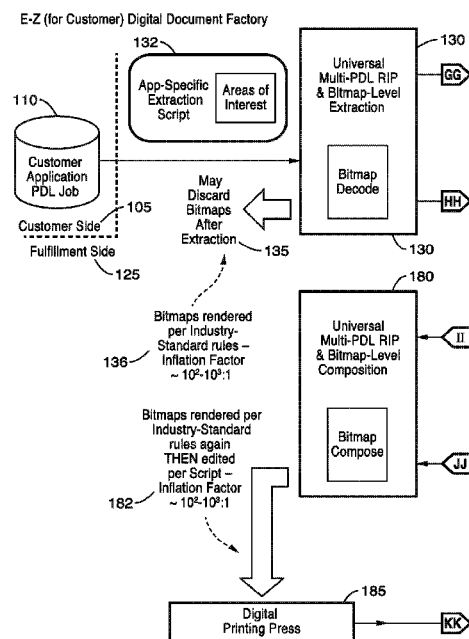 E-Z (for Customer) Digital Document Factory
132
130
110
App-Specific
Extraction
Script
Areas of
Interest
Universal
Multi-PDL RIP
& Bitmap-Level
Extraction
GG
Customer
Application
PDL Job
Bitmap
Decode
HH
Customer Side
105
Fulfillment Side
125
May
Discard
Bitmaps
After
Extraction
135
130
180
Bitmaps rendered
per Industry-
Standard rules –
Inflation Factor
~ 10²-10³:1
136
Universal
Multi-PDL RIP
& Bitmap-Level
Composition
II
Bitmaps rendered per
Industry-Standard
rules again
THEN edited
per Script –
Inflation Factor
~ 10²-10³:1
182
Bitmap
Compose
JJ
185
Digital
Printing Press
KK